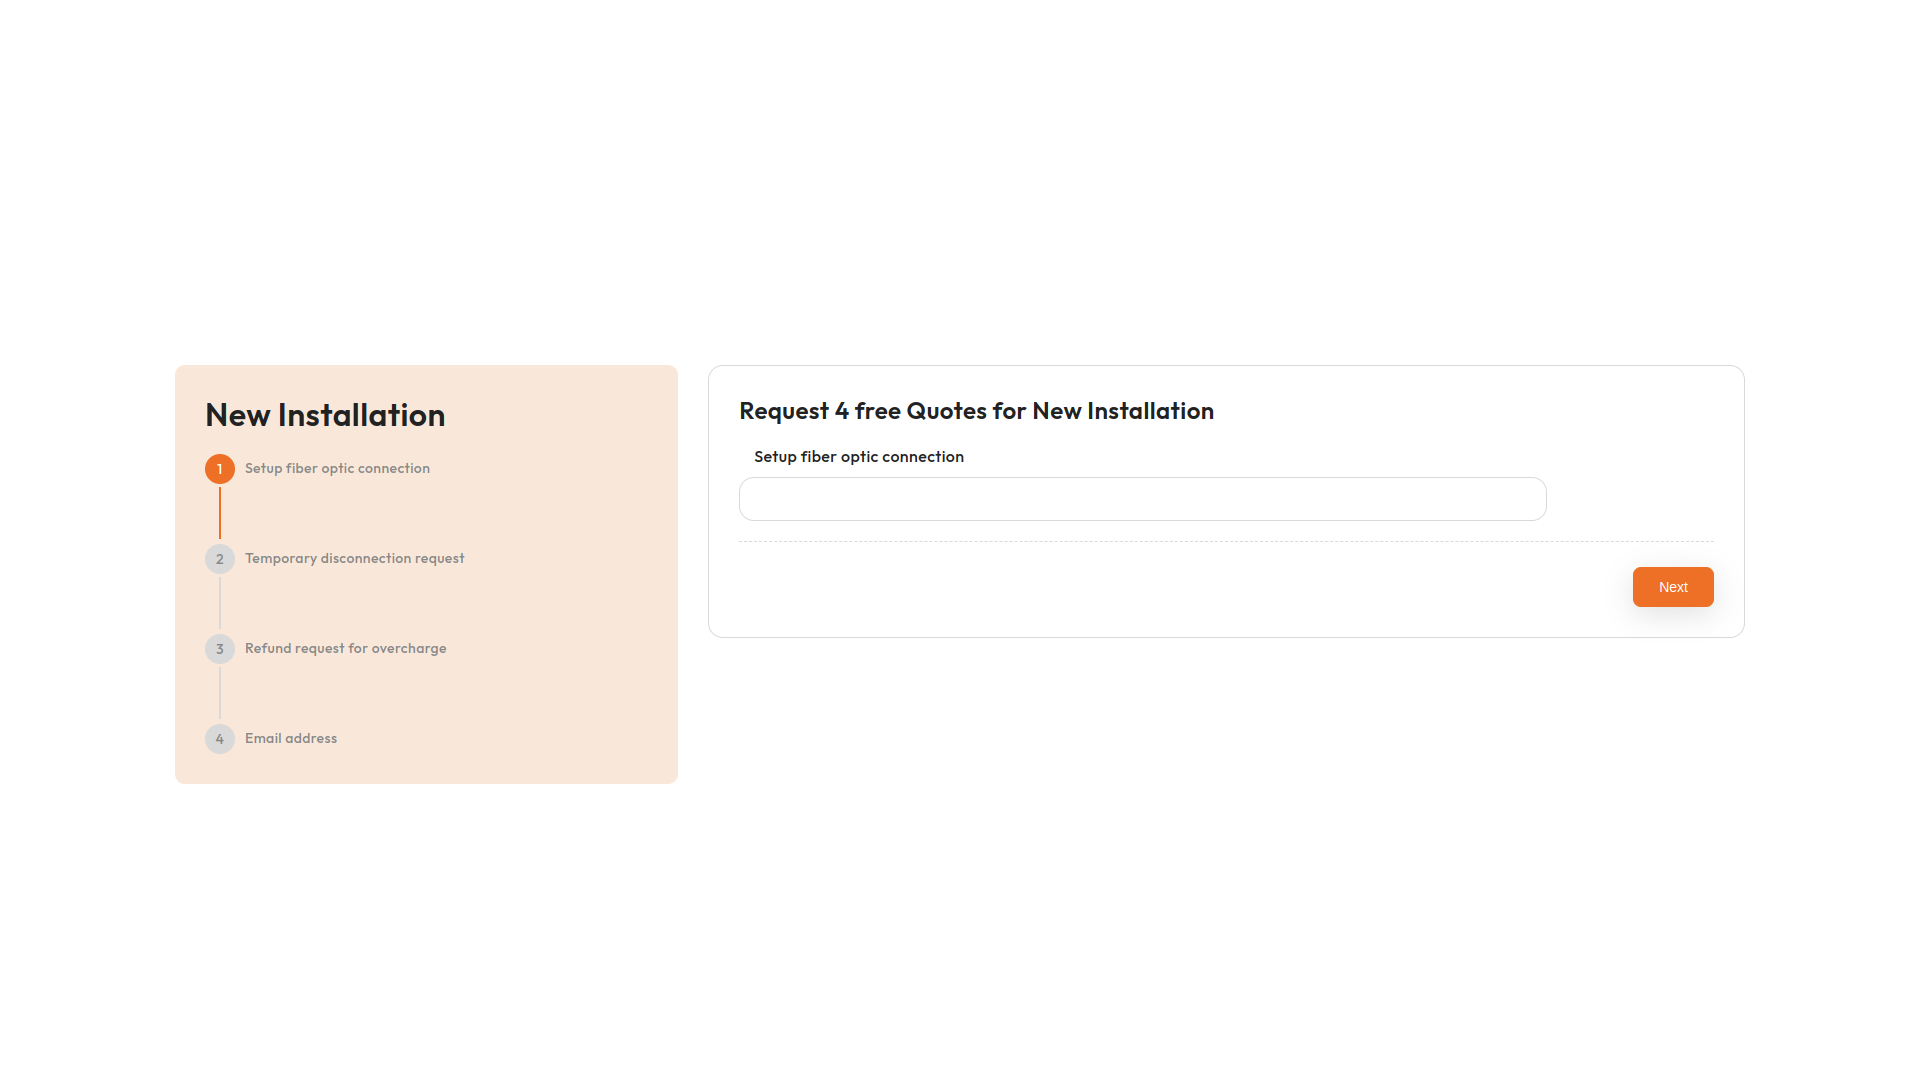 New Installation
1 Setup fiber optic connection
2 Temporary disconnection request
3 Refund request for overcharge
4 Email address
Request 4 free Quotes for New Installation
Setup fiber optic connection
Next